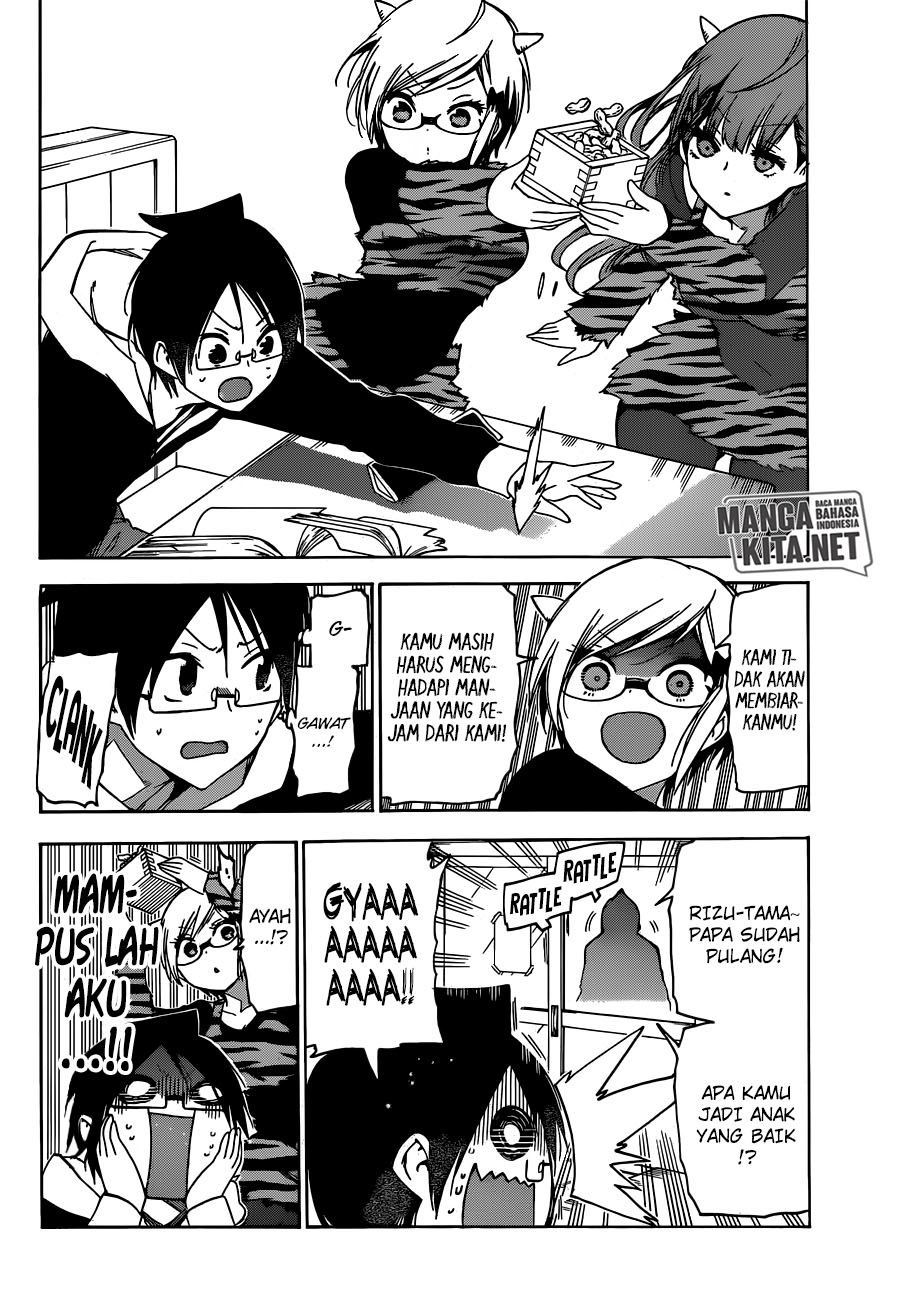 MANGA
KITA.NET
BACA MANGA
BAHASA
INDONESIA
KAMI TI-
DAK AKAN
MEMBIAR-
KANMU!
KAMU MASIH
HARUS MENG-
HADAPI MAN-
JAAN YANG KE-
JAM DARI KAMI!
G-
GAWAT
...!
CLANK
RIZU-TAMA~
PAPA SUDAH
PULANG!
RATTLE
RATTLE
APA KAMU
JADI ANAK
YANG BAIK
!?
GYAAA
AAAAA
AAAA!!
AYAH
...!?
MAM-
PUS LAH
AKU
...!!